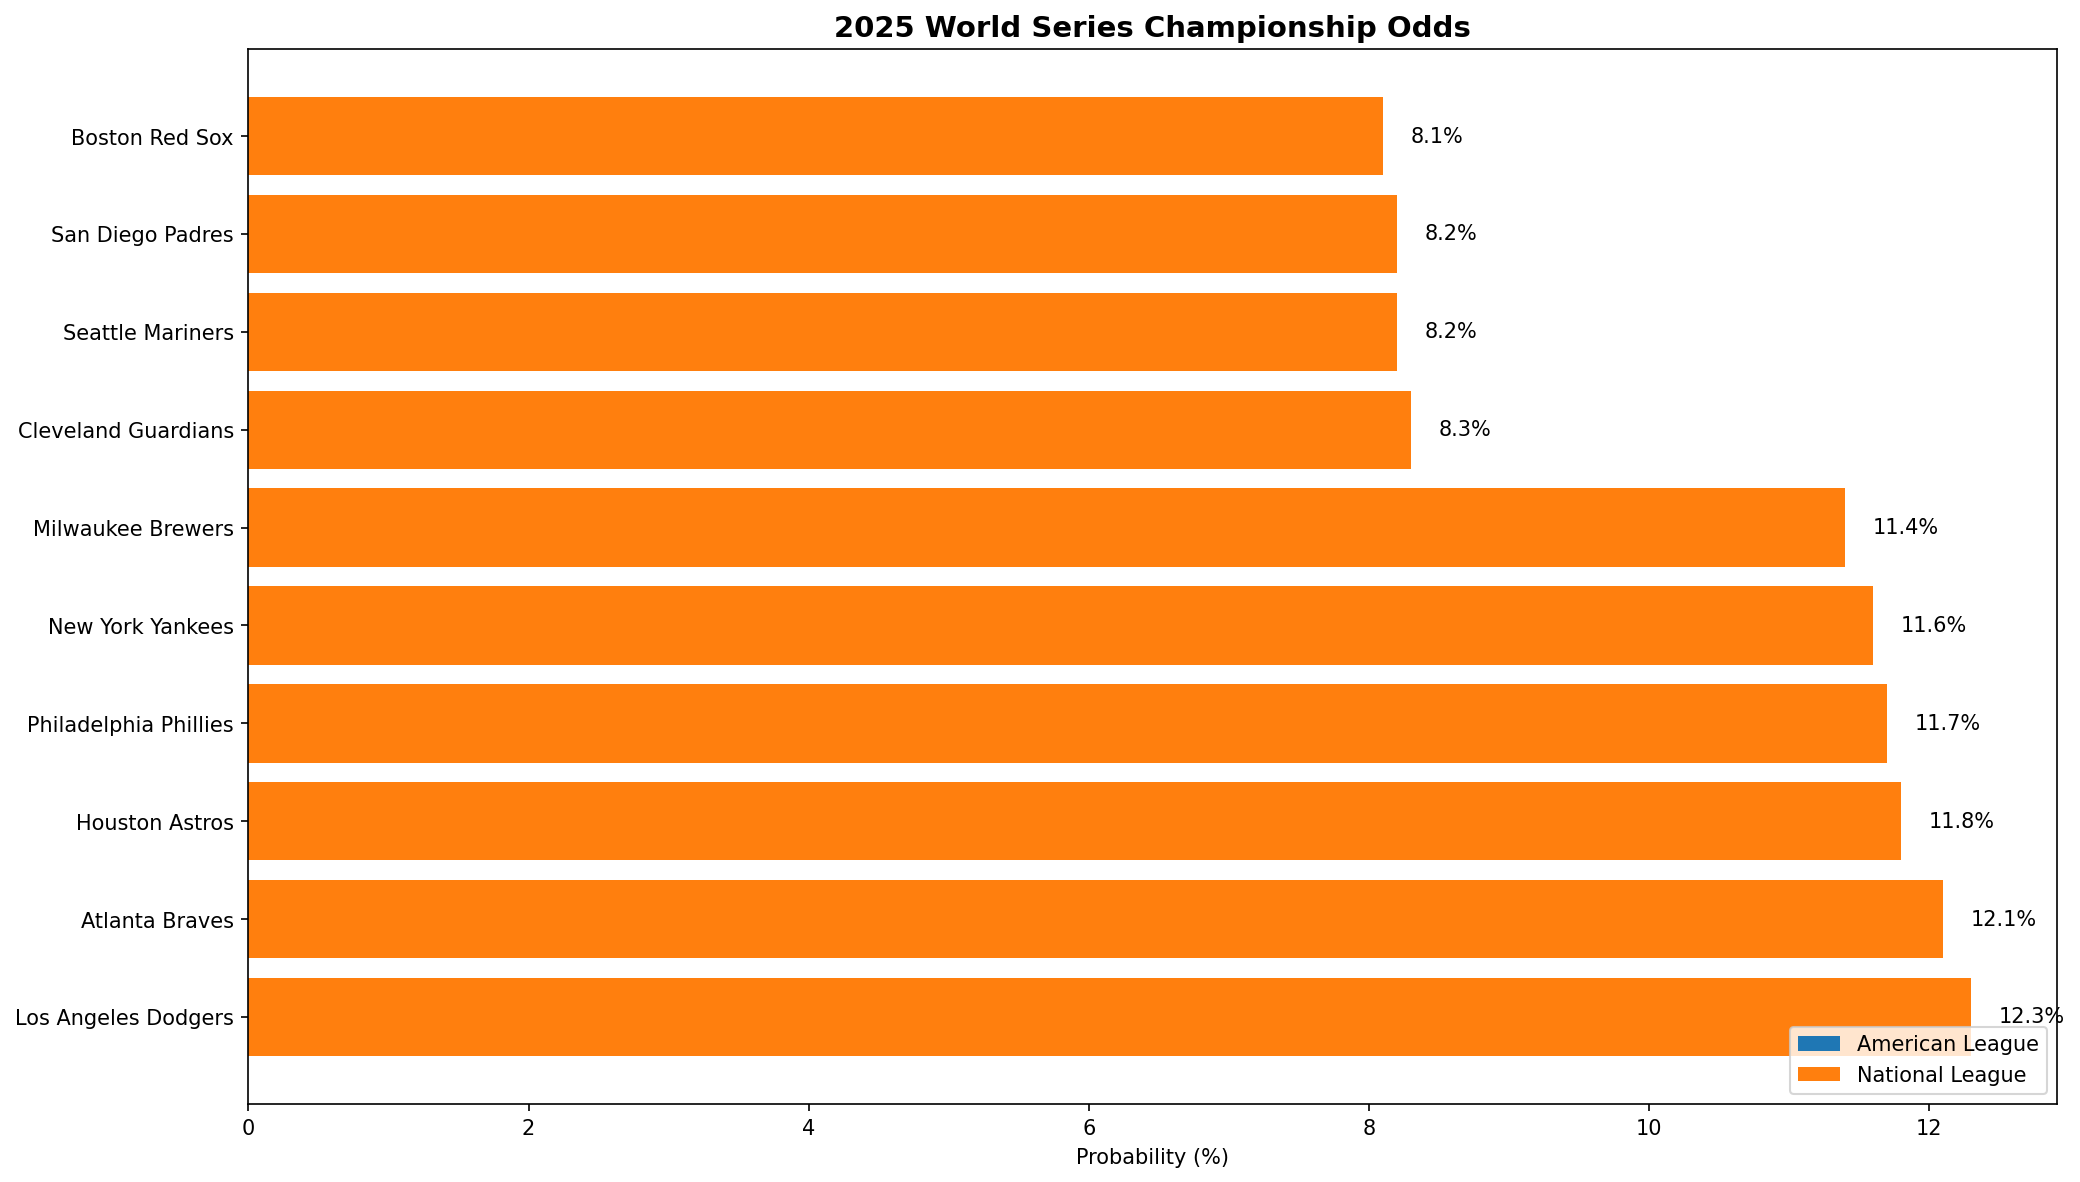 2025 World Series Championship Odds
Boston Red Sox 8.1%
San Diego Padres 8.2%
Seattle Mariners 8.2%
Cleveland Guardians 8.3%
Milwaukee Brewers 11.4%
New York Yankees 11.6%
Philadelphia Phillies 11.7%
Houston Astros 11.8%
Atlanta Braves 12.1%
Los Angeles Dodgers 12.3%
American League
National League
0 2 4 6 8 10 12
Probability (%)